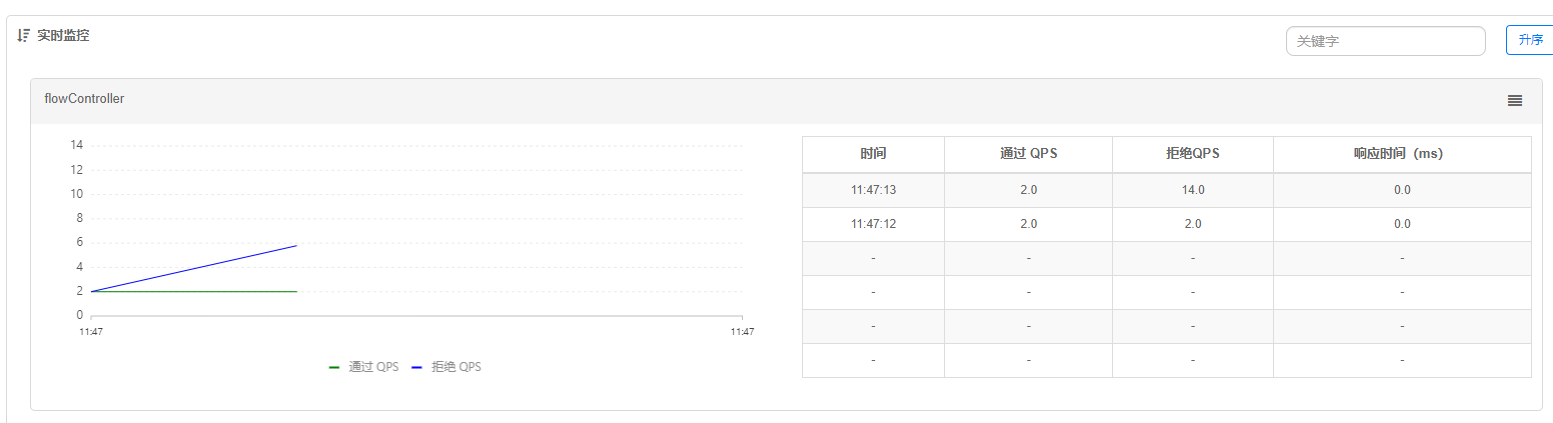 实时监控
关键字
升序
flowController
14
12
10
8
6
4
2
0
11:47
11:47
通过 QPS 拒绝 QPS
时间 通过 QPS 拒绝QPS 响应时间（ms）
11:47:13 2.0 14.0 0.0
11:47:12 2.0 2.0 0.0
- - - -
- - - -
- - - -
- - - -